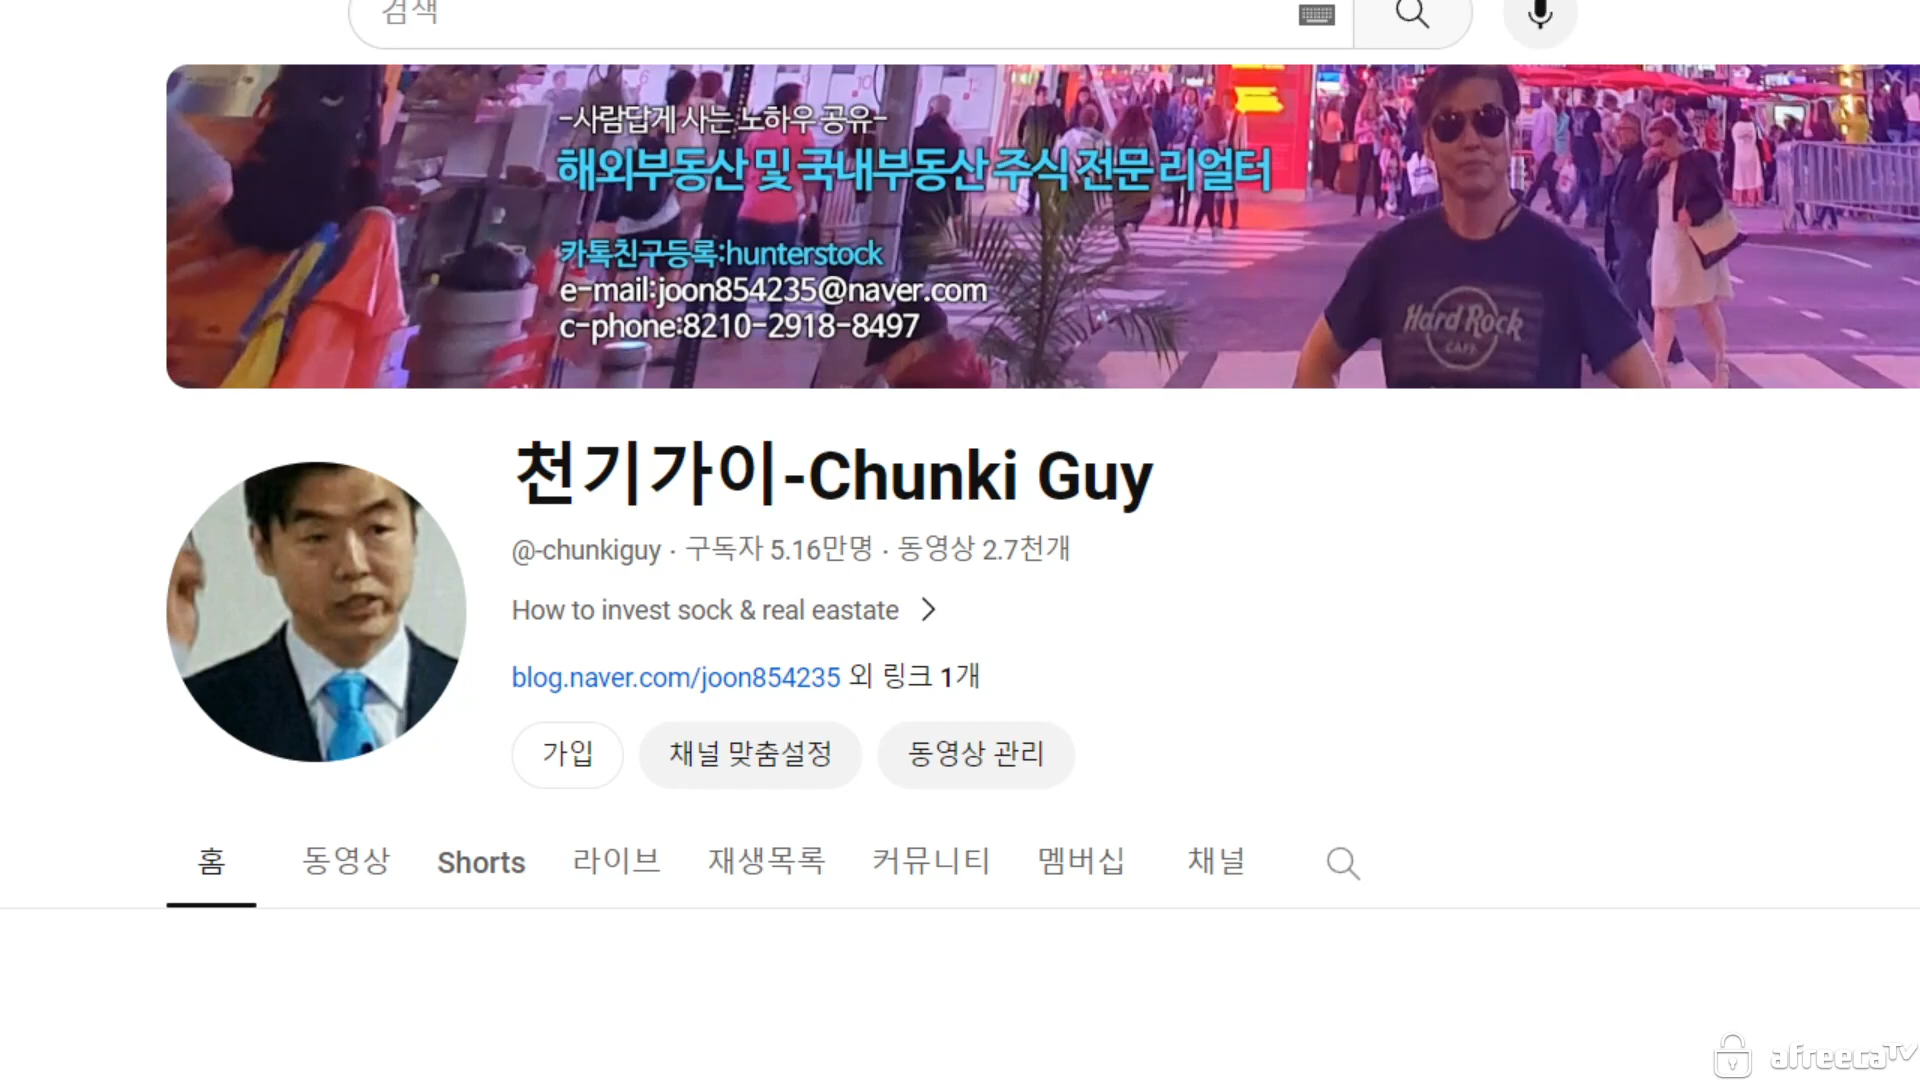 검색
-사람답게 사는 노하우 공유-
해외부동산 및 국내부동산 주식 전문 리얼터
카톡친구등록:hunterstock
e-mail:joon854235@naver.com
c-phone:8210-2918-8497
Hard Rock
CAFE
천기가이-Chunki Guy
@-chunkiguy · 구독자 5.16만명 · 동영상 2.7천개
How to invest sock & real eastate
blog.naver.com/joon854235 외 링크 1개
가입 채널 맞춤설정 동영상 관리
홈 동영상 Shorts 라이브 재생목록 커뮤니티 멤버십 채널
afreecaTV